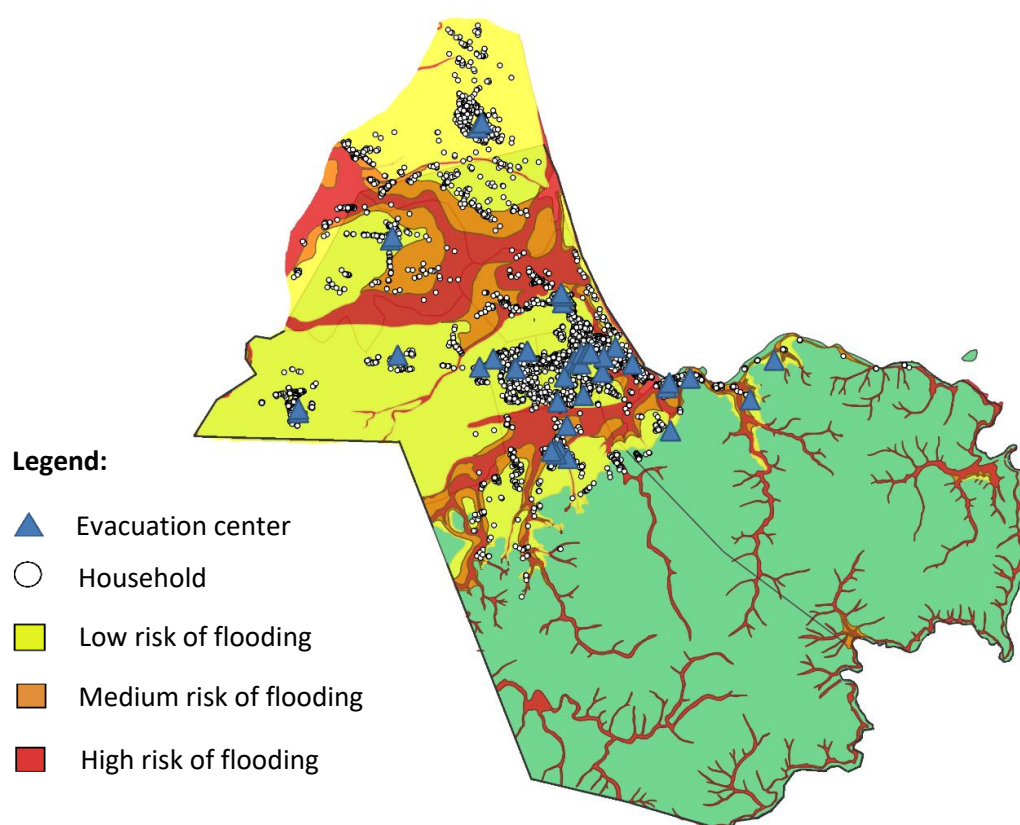 Legend:
Evacuation center
Household
Low risk of flooding
Medium risk of flooding
High risk of flooding